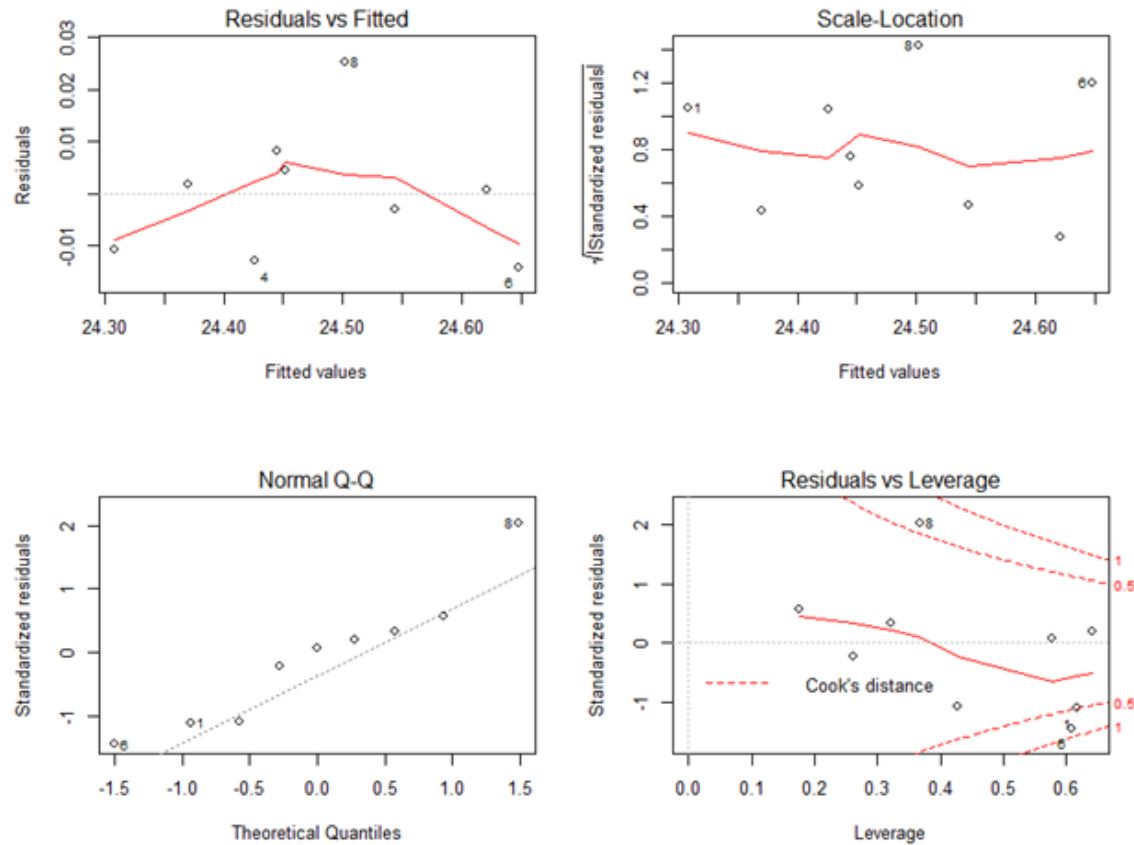 Residuals vs Fitted
Residuals
0.03
0.02
0.01
-0.01
8
4
6
24.30 24.40 24.50 24.60
Fitted values
Scale-Location
√|Standardized residuals|
1.2
0.8
0.4
0.0
1
8
6
24.30 24.40 24.50 24.60
Fitted values
Normal Q-Q
Standardized residuals
2
1
0
-1
8
1
6
-1.5 -1.0 -0.5 0.0 0.5 1.0 1.5
Theoretical Quantiles
Residuals vs Leverage
Standardized residuals
2
1
0
-1
8
1
0.5
Cook's distance
0.5
1
1
6
0.0 0.1 0.2 0.3 0.4 0.5 0.6
Leverage